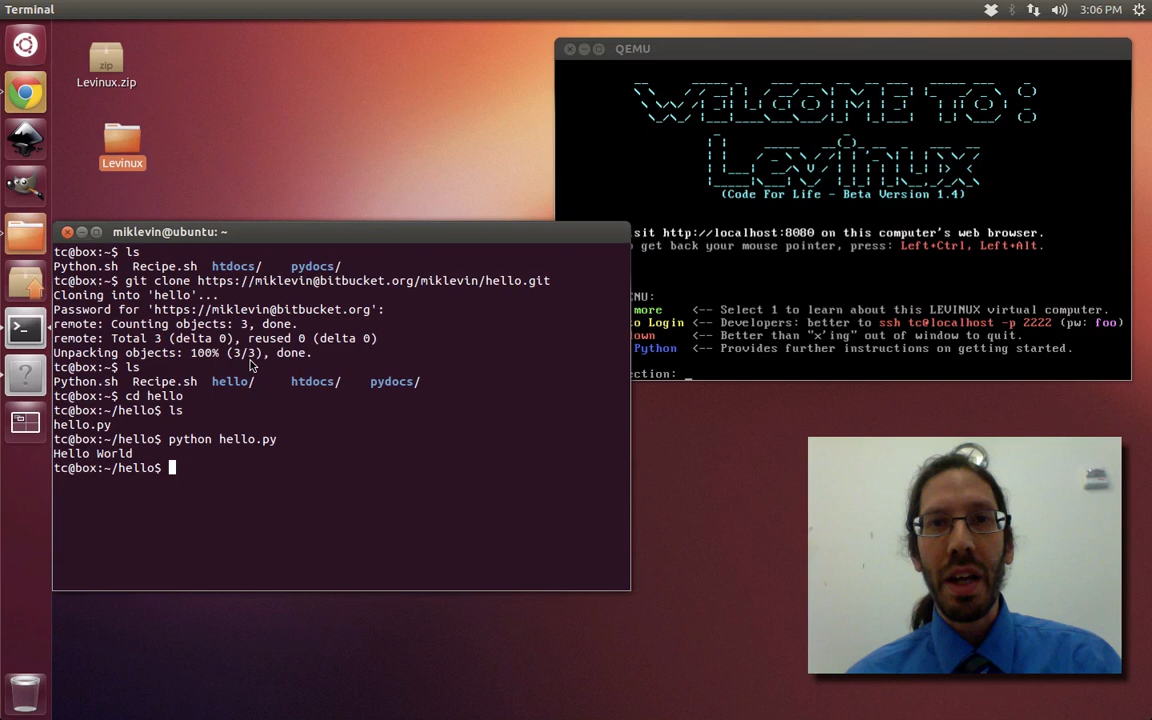 Terminal
3:06 PM
Levinux.zip
zip
Levinux
QEMU
WELCOME TO:
Levinux
(Code For Life - Beta Version 1.4)
isit http://localhost:8080 on this computer's web browser.
o get back your mouse pointer, press: Left+Ctrl, Left+Alt.
NU:
more <-- Select 1 to learn about this LEVINUX virtual computer.
o Login <-- Developers: better to ssh tc@localhost -p 2222 (pw: foo)
own <-- Better than "x'ing" out of window to quit.
Python <-- Provides further instructions on getting started.
ection: _
miklevin@ubuntu: ~
tc@box:~$ ls
Python.sh Recipe.sh htdocs/ pydocs/
tc@box:~$ git clone https://miklevin@bitbucket.org/miklevin/hello.git
Cloning into 'hello'...
Password for 'https://miklevin@bitbucket.org':
remote: Counting objects: 3, done.
remote: Total 3 (delta 0), reused 0 (delta 0)
Unpacking objects: 100% (3/3), done.
tc@box:~$ ls
Python.sh Recipe.sh hello/ htdocs/ pydocs/
tc@box:~$ cd hello
tc@box:~/hello$ ls
hello.py
tc@box:~/hello$ python hello.py
Hello World
tc@box:~/hello$